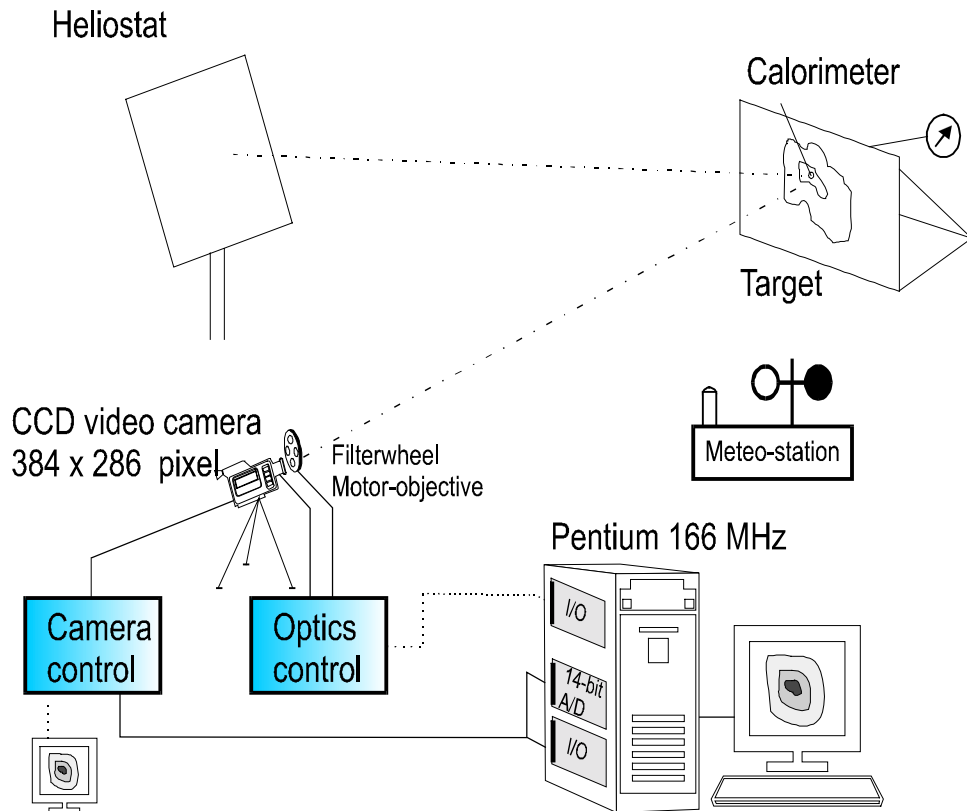 Heliostat
Calorimeter
Target
CCD video camera
384 x 286 pixel
Filterwheel
Motor-objective
Meteo-station
Pentium 166 MHz
Camera
control
Optics
control
I/O
14-bit
A/D
I/O